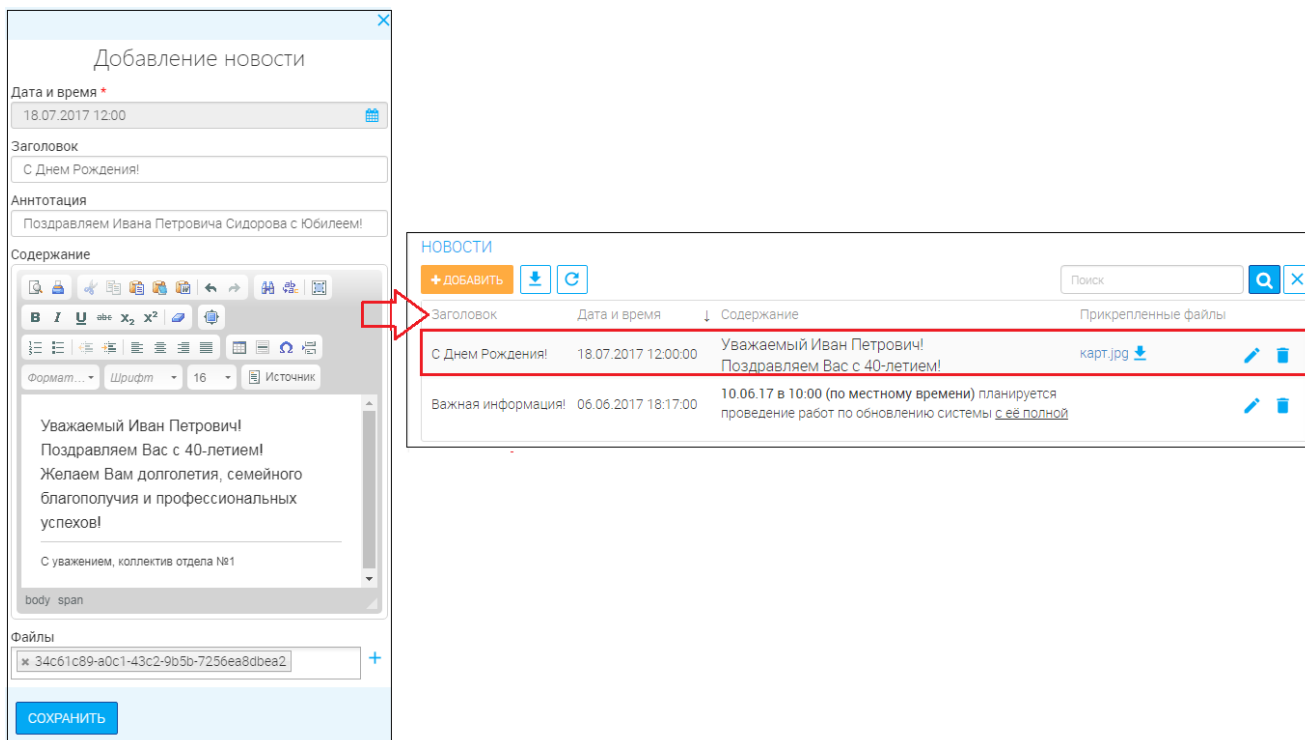 Добавление новости
Дата и время *
18.07.2017 12:00
Заголовок
С Днем Рождения!
Аннтотация
Поздравляем Ивана Петровича Сидорова с Юбилеем!
Содержание
B I U abc X₂ X²
Формат... Шрифт 16 Источник
Уважаемый Иван Петрович!
Поздравляем Вас с 40-летием!
Желаем Вам долголетия, семейного
благополучия и профессиональных
успехов!
С уважением, коллектив отдела №1
body span
Файлы
34c61c89-a0c1-43c2-9b5b-7256ea8dbea2
СОХРАНИТЬ
НОВОСТИ
+ ДОБАВИТЬ
Поиск
Заголовок Дата и время ↓ Содержание Прикрепленные файлы
С Днем Рождения! 18.07.2017 12:00:00 Уважаемый Иван Петрович! карт.jpg
Поздравляем Вас с 40-летием!
Важная информация! 06.06.2017 18:17:00 10.06.17 в 10:00 (по местному времени) планируется
проведение работ по обновлению системы с её полной